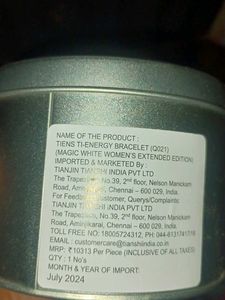 NAME OF THE PRODUCT :
TIENS TI-ENERGY BRACELET (Q021)
(MAGIC WHITE WOMEN'S EXTENDED EDITION)
IMPORTED & MARKETED By :
TIANJIN TIANSHI INDIA PVT LTD
The Trapezium, No.39, 2nd floor, Nelson Manickam
Road, Aminjikarai, Chennai – 600 029, India.
For Feedback, Customer, Querys/Complaints:
TIANJIN TIANSHI INDIA PVT LTD
The Trapezium, No.39, 2nd floor, Nelson Manickam
Road, Aminjikarai, Chennai – 600 029, India.
TOLL FREE NO: 18005724312, PH: 044-8131741719
EMAIL : customercare@tianshiindia.co.in
MRP: ₹10313 Per Piece (INCLUSIVE OF ALL TAXES)
QTY : 1 No's
MONTH & YEAR OF IMPORT:
July 2024